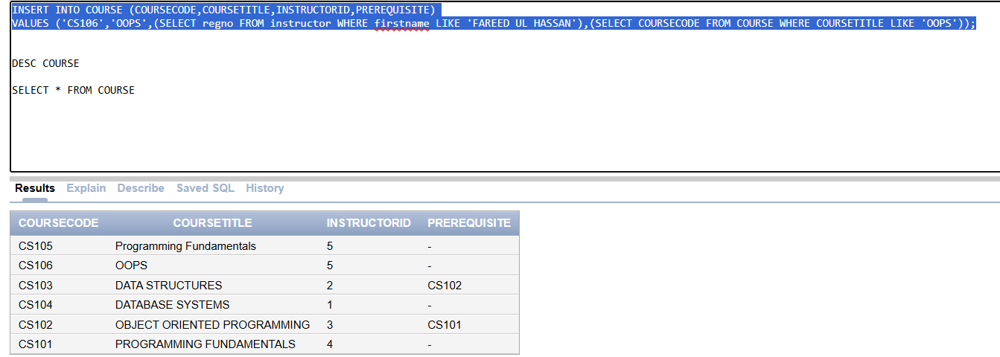 INSERT INTO COURSE (COURSECODE,COURSETITLE,INSTRUCTORID,PREREQUISITE)
VALUES ('CS106','OOPS',(SELECT regno FROM instructor WHERE firstname LIKE 'FAREED UL HASSAN'),(SELECT COURSECODE FROM COURSE WHERE COURSETITLE LIKE 'OOPS'));
DESC COURSE
SELECT * FROM COURSE
Results Explain Describe Saved SQL History
COURSECODE COURSETITLE INSTRUCTORID PREREQUISITE
CS105 Programming Fundamentals 5 -
CS106 OOPS 5 -
CS103 DATA STRUCTURES 2 CS102
CS104 DATABASE SYSTEMS 1 -
CS102 OBJECT ORIENTED PROGRAMMING 3 CS101
CS101 PROGRAMMING FUNDAMENTALS 4 -